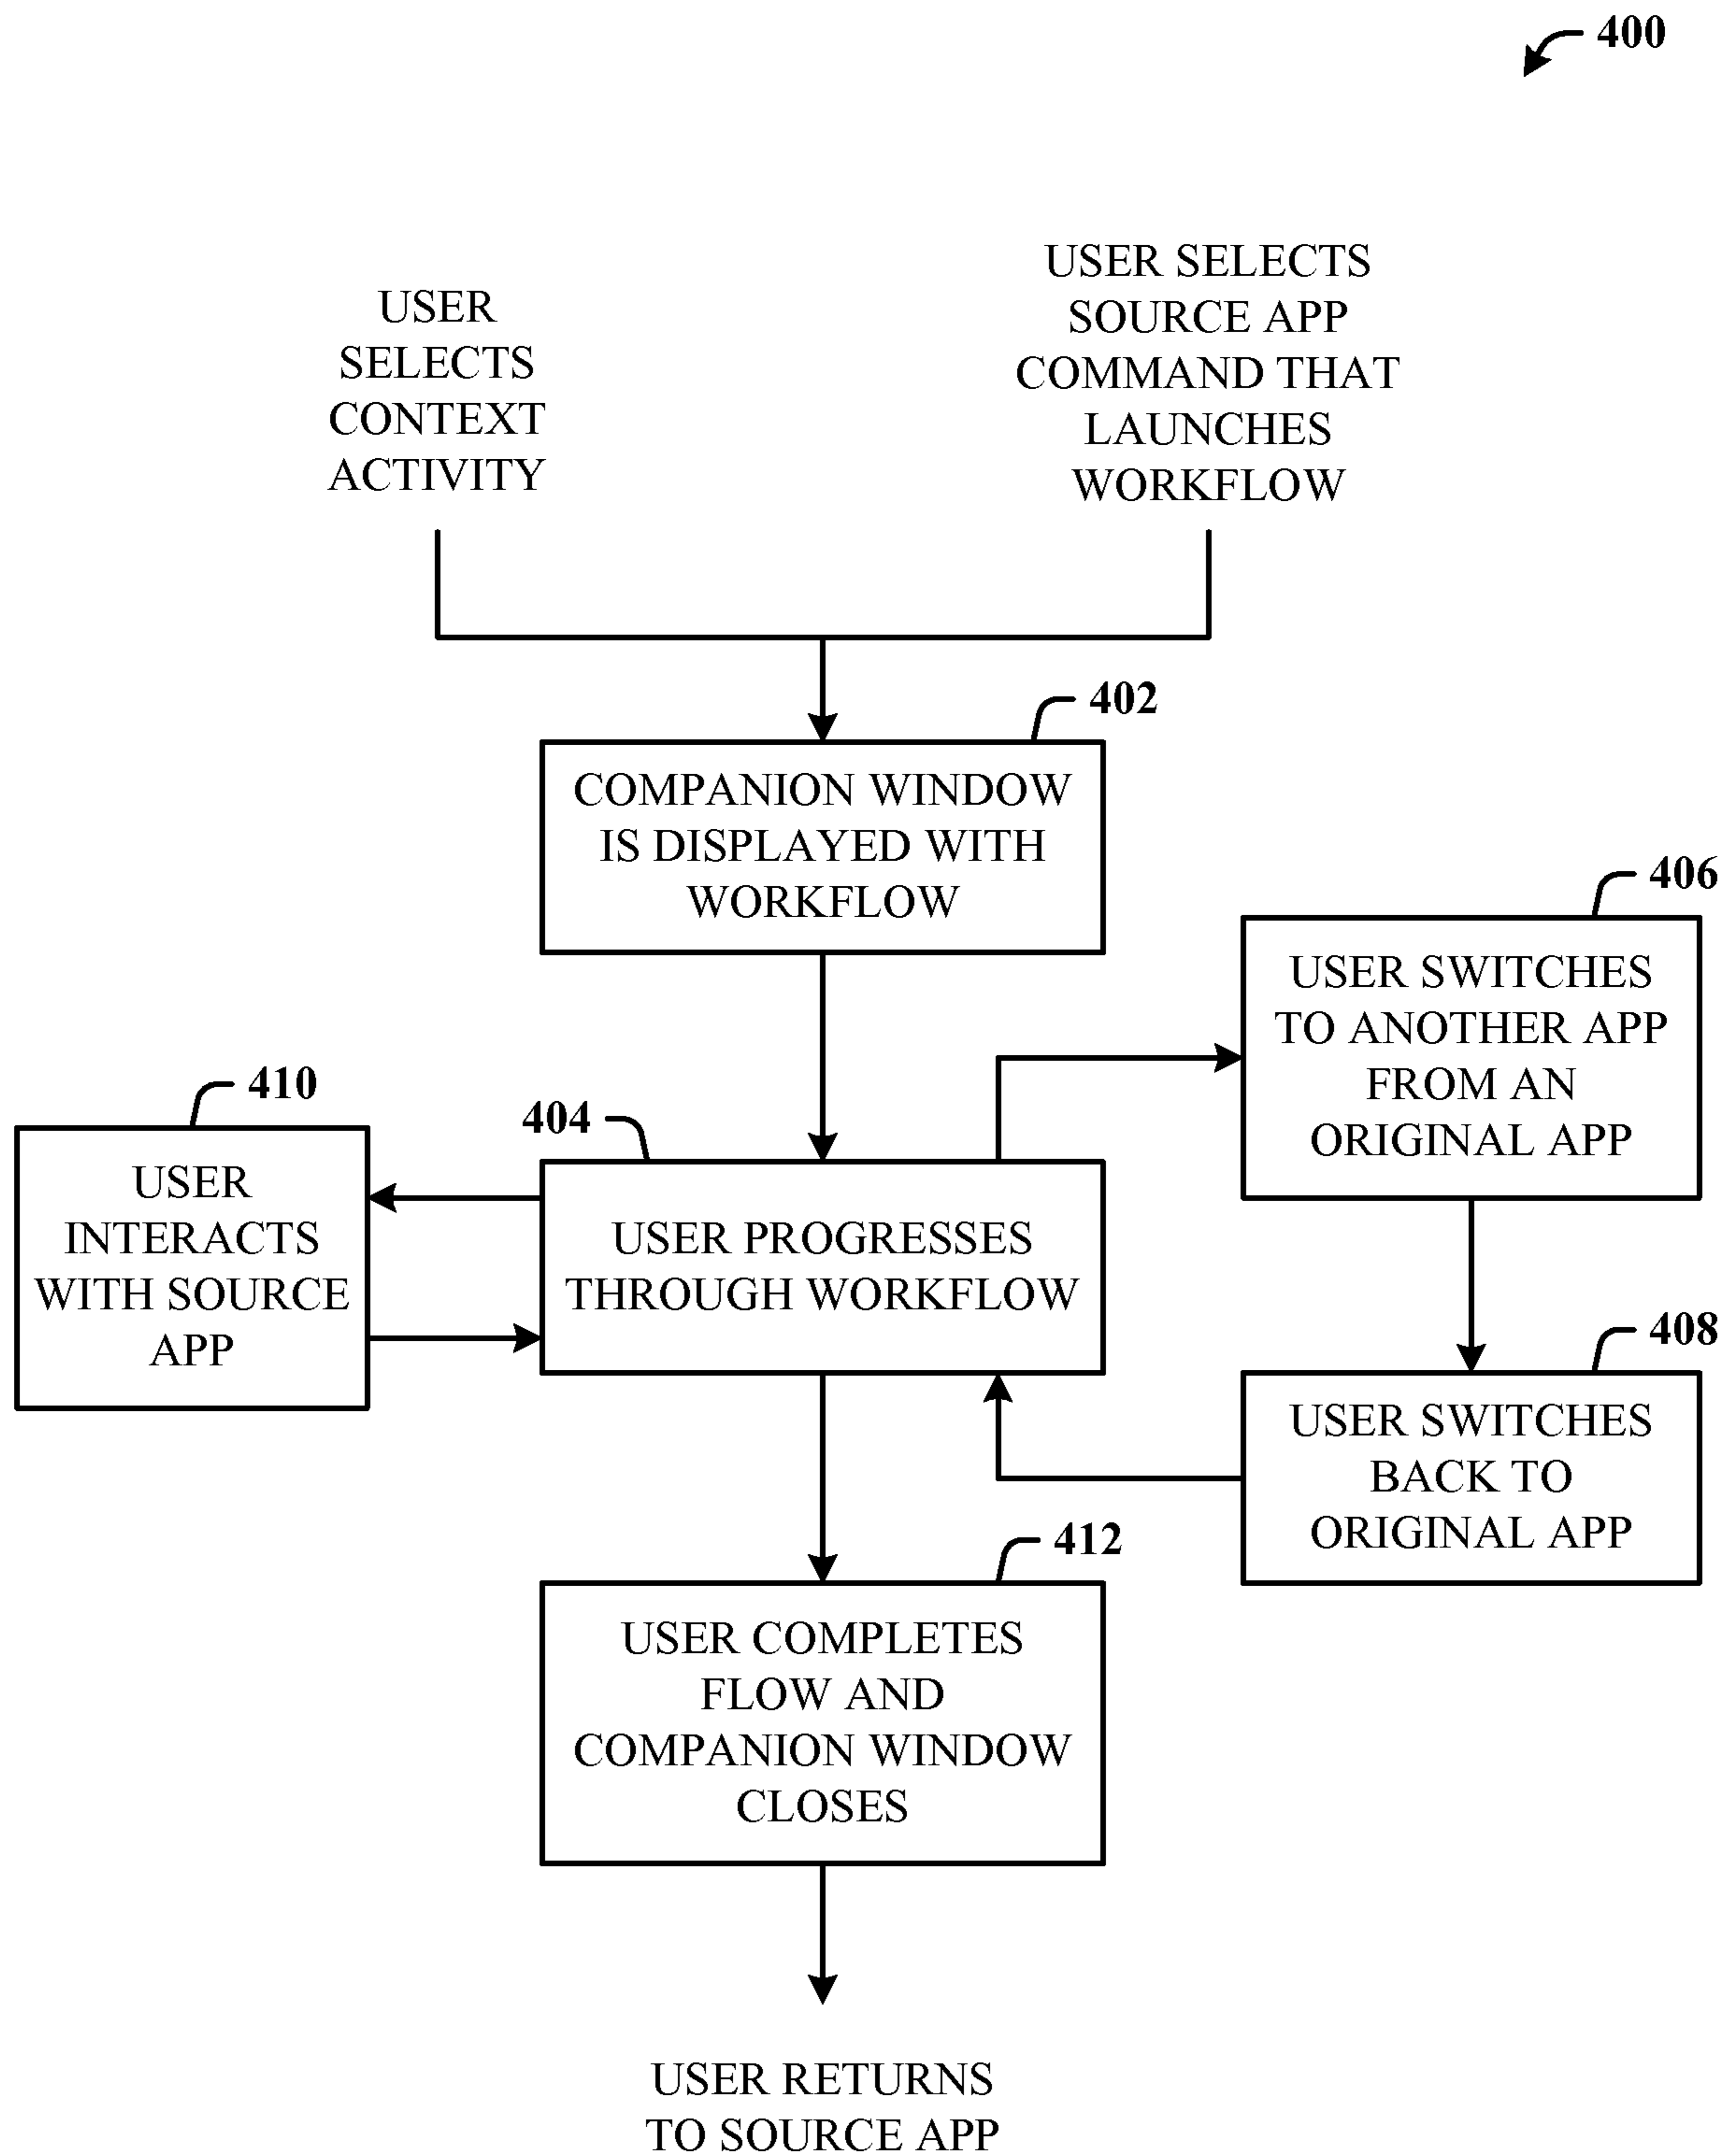 400
USER
SELECTS
CONTEXT
ACTIVITY
USER SELECTS
SOURCE APP
COMMAND THAT
LAUNCHES
WORKFLOW
402
COMPANION WINDOW
IS DISPLAYED WITH
WORKFLOW
406
USER SWITCHES
TO ANOTHER APP
FROM AN
ORIGINAL APP
410
USER
INTERACTS
WITH SOURCE
APP
404
USER PROGRESSES
THROUGH WORKFLOW
408
USER SWITCHES
BACK TO
ORIGINAL APP
412
USER COMPLETES
FLOW AND
COMPANION WINDOW
CLOSES
USER RETURNS
TO SOURCE APP